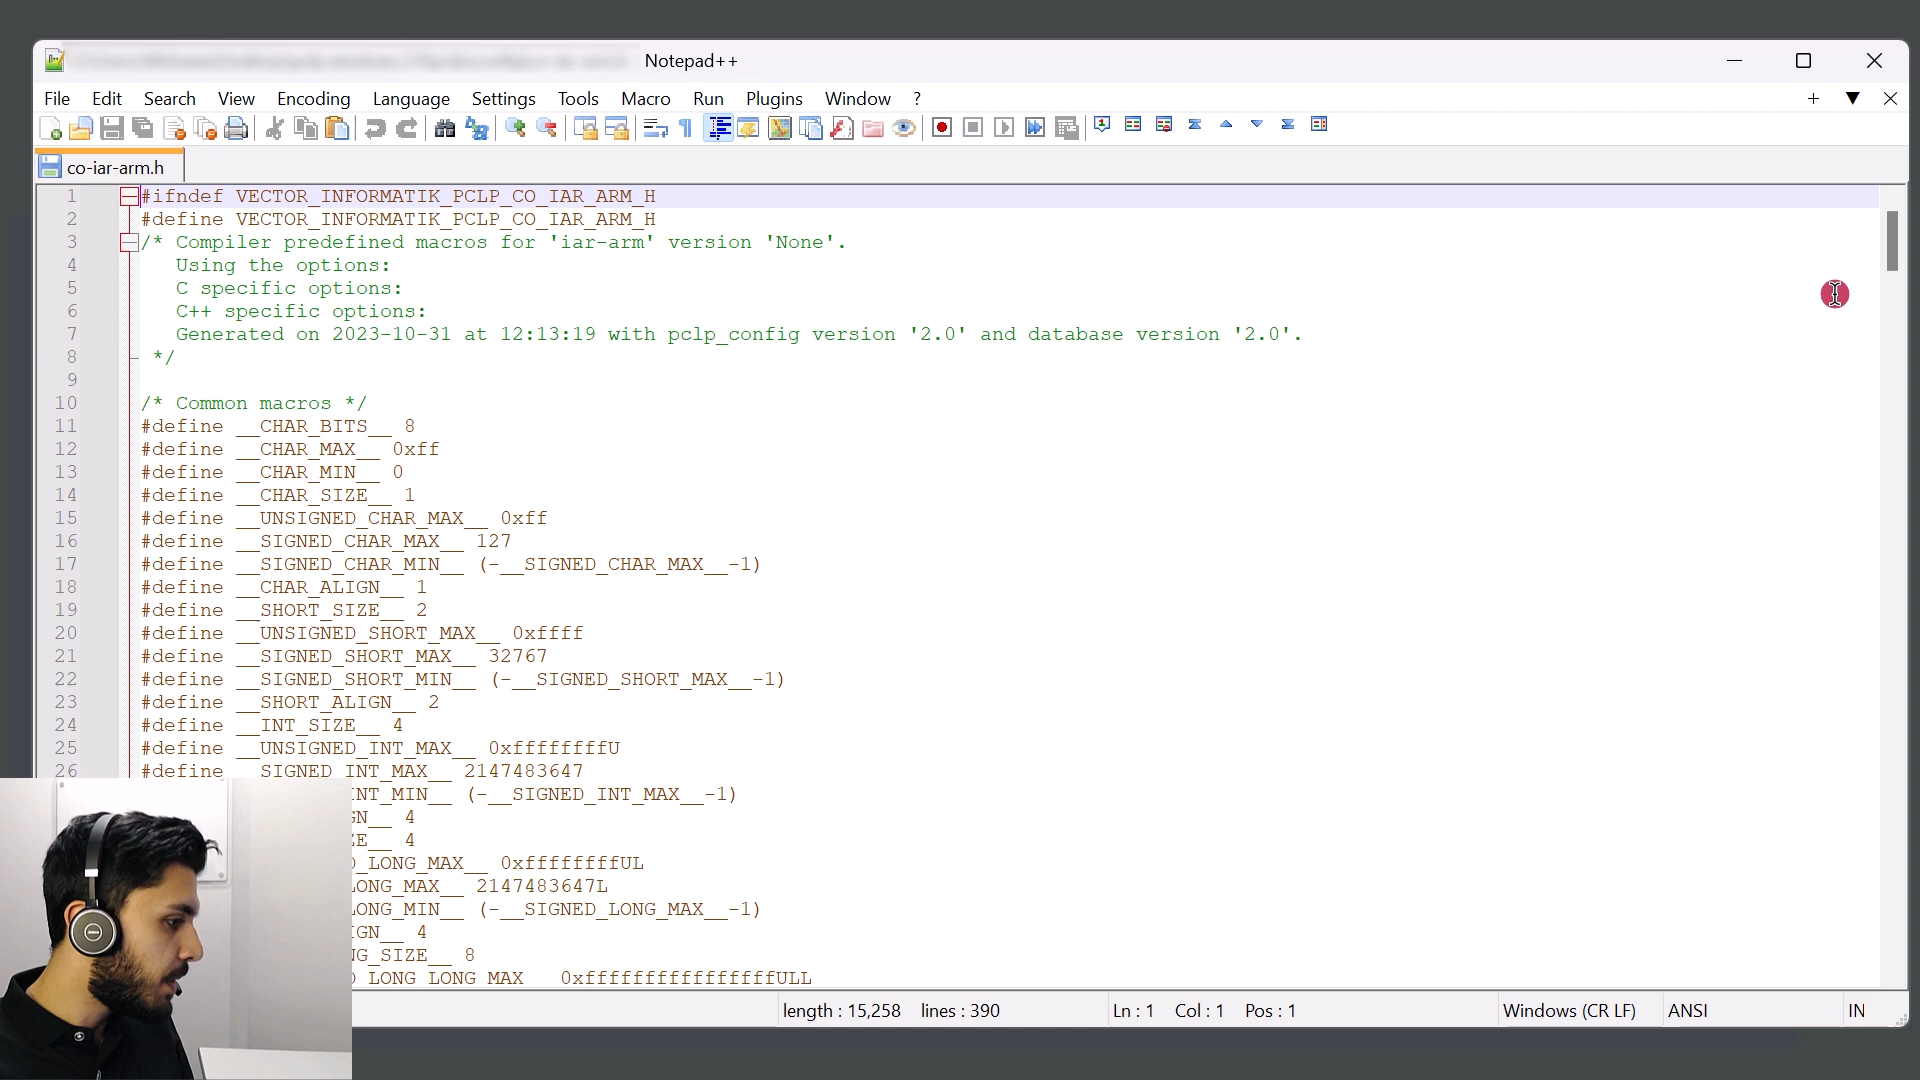 Notepad++
File Edit Search View Encoding Language Settings Tools Macro Run Plugins Window ?
co-iar-arm.h
1 #ifndef VECTOR_INFORMATIK_PCLP_CO_IAR_ARM_H
2 #define VECTOR_INFORMATIK_PCLP_CO_IAR_ARM_H
3 /* Compiler predefined macros for 'iar-arm' version 'None'.
4 Using the options:
5 C specific options:
6 C++ specific options:
7 Generated on 2023-10-31 at 12:13:19 with pclp_config version '2.0' and database version '2.0'.
8 */
9
10 /* Common macros */
11 #define __CHAR_BITS__ 8
12 #define __CHAR_MAX__ 0xff
13 #define __CHAR_MIN__ 0
14 #define __CHAR_SIZE__ 1
15 #define __UNSIGNED_CHAR_MAX__ 0xff
16 #define __SIGNED_CHAR_MAX__ 127
17 #define __SIGNED_CHAR_MIN__ (-__SIGNED_CHAR_MAX__-1)
18 #define __CHAR_ALIGN__ 1
19 #define __SHORT_SIZE__ 2
20 #define __UNSIGNED_SHORT_MAX__ 0xffff
21 #define __SIGNED_SHORT_MAX__ 32767
22 #define __SIGNED_SHORT_MIN__ (-__SIGNED_SHORT_MAX__-1)
23 #define __SHORT_ALIGN__ 2
24 #define __INT_SIZE__ 4
25 #define __UNSIGNED_INT_MAX__ 0xffffffffU
26 #define __SIGNED_INT_MAX__ 2147483647
INT_MIN__ (-__SIGNED_INT_MAX__-1)
GN__ 4
ZE__ 4
D_LONG_MAX__ 0xffffffffUL
LONG_MAX__ 2147483647L
LONG_MIN__ (-__SIGNED_LONG_MAX__-1)
IGN__ 4
NG_SIZE__ 8
D_LONG_LONG_MAX__ 0xffffffffffffffffULL
length : 15,258 lines : 390 Ln : 1 Col : 1 Pos : 1 Windows (CR LF) ANSI IN